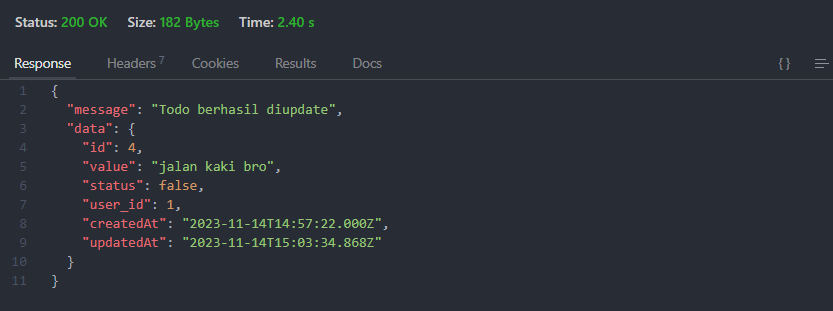 Status: 200 OK Size: 182 Bytes Time: 2.40 s
Response Headers 7 Cookies Results Docs { }
1 {
2 "message": "Todo berhasil diupdate",
3 "data": {
4 "id": 4,
5 "value": "jalan kaki bro",
6 "status": false,
7 "user_id": 1,
8 "createdAt": "2023-11-14T14:57:22.000Z",
9 "updatedAt": "2023-11-14T15:03:34.868Z"
10 }
11 }